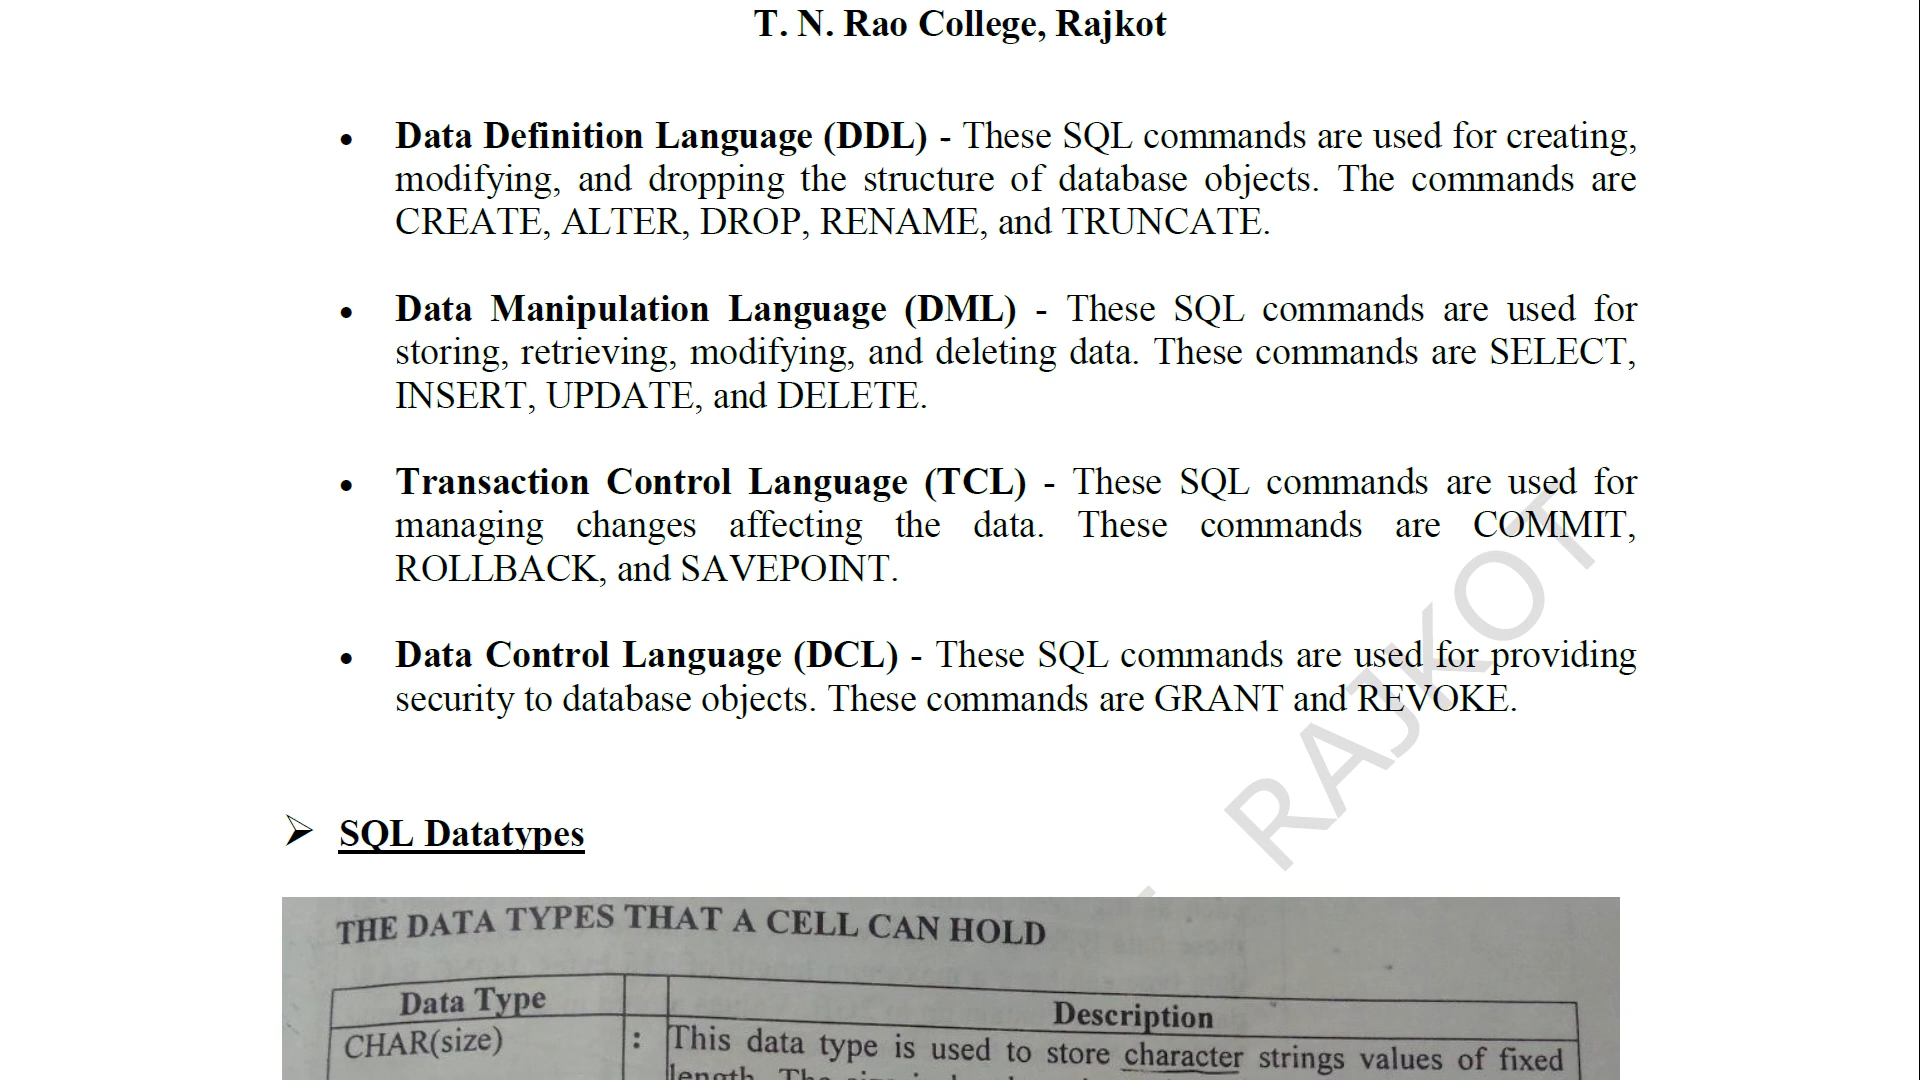 T. N. Rao College, Rajkot
• Data Definition Language (DDL) - These SQL commands are used for creating,
modifying, and dropping the structure of database objects. The commands are
CREATE, ALTER, DROP, RENAME, and TRUNCATE.
• Data Manipulation Language (DML) - These SQL commands are used for
storing, retrieving, modifying, and deleting data. These commands are SELECT,
INSERT, UPDATE, and DELETE.
• Transaction Control Language (TCL) - These SQL commands are used for
managing changes affecting the data. These commands are COMMIT,
ROLLBACK, and SAVEPOINT.
• Data Control Language (DCL) - These SQL commands are used for providing
security to database objects. These commands are GRANT and REVOKE.
RAJKOT
➢ SQL Datatypes
THE DATA TYPES THAT A CELL CAN HOLD
Data Type
Description
CHAR(size) : This data type is used to store character strings values of fixed
length. The